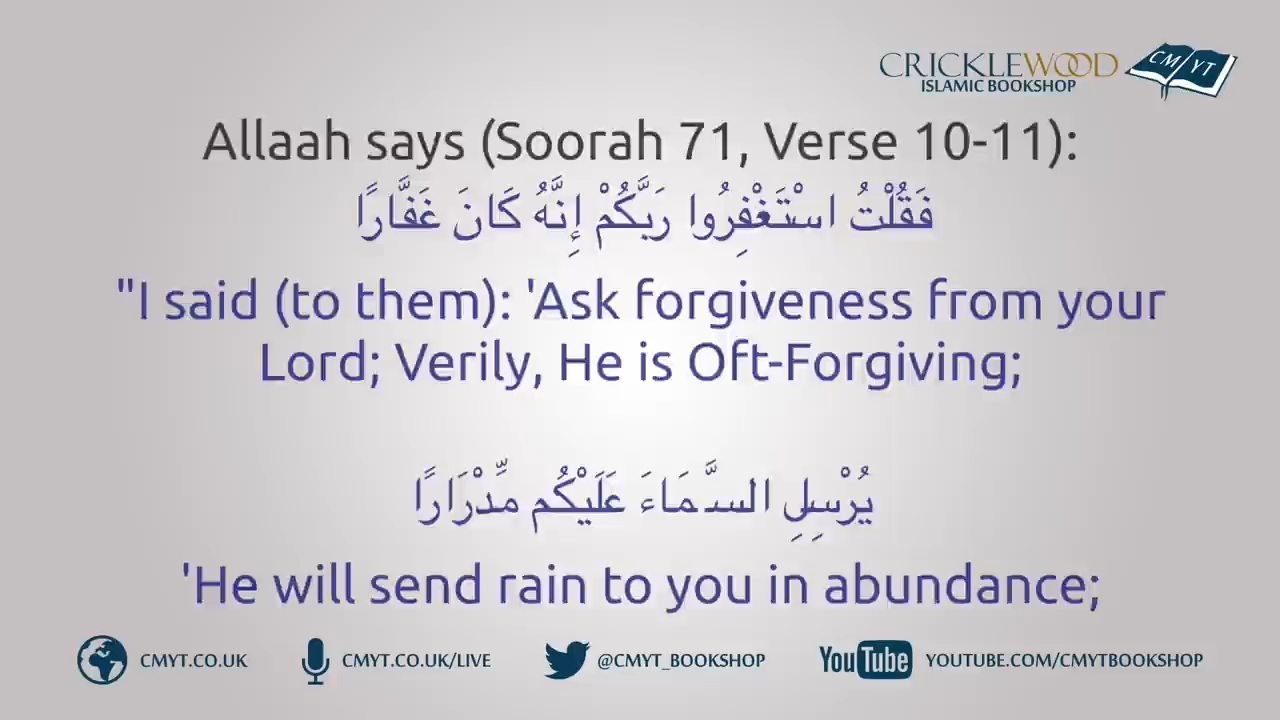 CRICKLEWOOD
ISLAMIC BOOKSHOP
CM YT
Allaah says (Soorah 71, Verse 10-11):
فَقُلْتُ اسْتَغْفِرُوا رَبَّكُمْ إِنَّهُ كَانَ غَفَّارًا
"I said (to them): 'Ask forgiveness from your
Lord; Verily, He is Oft-Forgiving;
يُرْسِلِ السَّمَاءَ عَلَيْكُم مِّدْرَارًا
'He will send rain to you in abundance;
CMYT.CO.UK CMYT.CO.UK/LIVE @CMYT_BOOKSHOP YouTube YOUTUBE.COM/CMYTBOOKSHOP